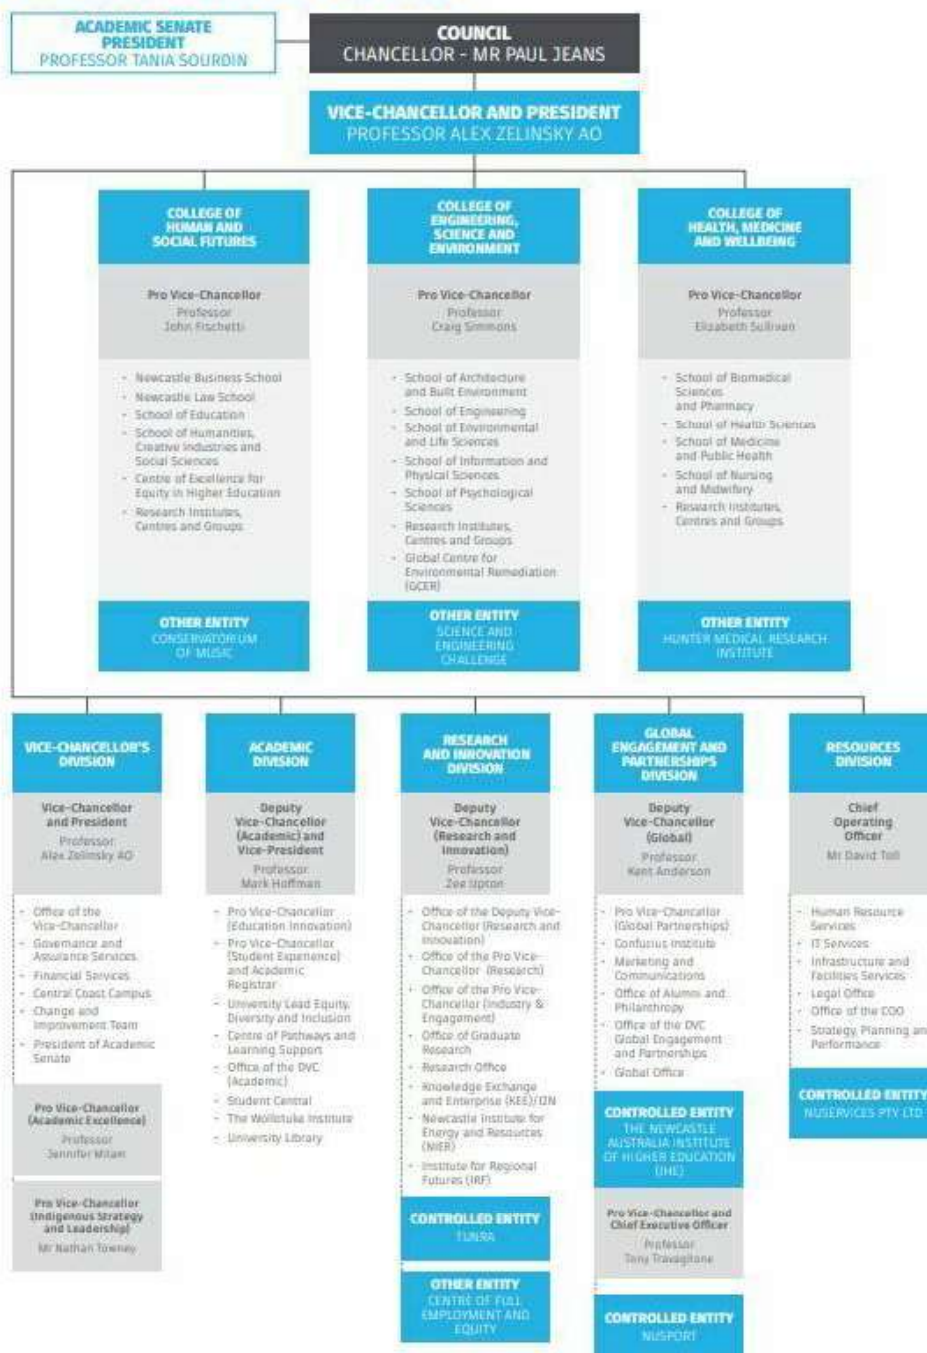 ACADEMIC SENATE
PRESIDENT
PROFESSOR TANIA SOURDIN
COUNCIL
CHANCELLOR - MR PAUL JEANS
VICE-CHANCELLOR AND PRESIDENT
PROFESSOR ALEX ZELINSKY AO
COLLEGE OF
HUMAN AND
SOCIAL FUTURES
Pro Vice-Chancellor
Professor
John Fischetti
- Newcastle Business School
- Newcastle Law School
- School of Education
- School of Humanities,
Creative Industries and
Social Sciences
- Centre of Excellence for
Equity in Higher Education
- Research Institutes,
Centres and Groups
OTHER ENTITY
CONSERVATORIUM
OF MUSIC
COLLEGE OF
ENGINEERING,
SCIENCE AND
ENVIRONMENT
Pro Vice-Chancellor
Professor
Craig Simmons
- School of Architecture
and Built Environment
- School of Engineering
- School of Environmental
and Life Sciences
- School of Information and
Physical Sciences
- School of Psychological
Sciences
- Research Institutes,
Centres and Groups
- Global Centre for
Environmental Remediation
(GCER)
OTHER ENTITY
SCIENCE AND
ENGINEERING
CHALLENGE
COLLEGE OF
HEALTH, MEDICINE
AND WELLBEING
Pro Vice-Chancellor
Professor
Elizabeth Sullivan
- School of Biomedical
Sciences
and Pharmacy
- School of Health Sciences
- School of Medicine
and Public Health
- School of Nursing
and Midwifery
- Research Institutes,
Centres and Groups
OTHER ENTITY
HUNTER MEDICAL RESEARCH
INSTITUTE
VICE-CHANCELLOR'S
DIVISION
Vice-Chancellor
and President
Professor
Alex Zelinsky AO
- Office of the
Vice-Chancellor
- Governance and
Assurance Services
- Financial Services
- Central Coast Campus
- Change and
Improvement Team
- President of Academic
Senate
Pro Vice-Chancellor
(Academic Excellence)
Professor
Jennifer Milam
Pro Vice-Chancellor
(Indigenous Strategy
and Leadership)
Mr Nathan Towney
ACADEMIC
DIVISION
Deputy
Vice-Chancellor
(Academic) and
Vice-President
Professor
Mark Hoffman
- Pro Vice-Chancellor
(Education Innovation)
- Pro Vice-Chancellor
(Student Experience)
and Academic
Registrar
- University Lead Equity,
Diversity and Inclusion
- Centre of Pathways and
Learning Support
- Office of the DVC
(Academic)
- Student Central
- The Wollotuka Institute
- University Library
RESEARCH
AND INNOVATION
DIVISION
Deputy
Vice-Chancellor
(Research and
Innovation)
Professor
Zee Upton
- Office of the Deputy Vice-
Chancellor (Research and
Innovation)
- Office of the Pro Vice-
Chancellor (Research)
- Office of the Pro Vice-
Chancellor (Industry &
Engagement)
- Office of Graduate
Research
- Research Office
- Knowledge Exchange
and Enterprise (KEE)/I2N
- Newcastle Institute for
Energy and Resources
(NIER)
- Institute for Regional
Futures (IRF)
CONTROLLED ENTITY
TUNRA
OTHER ENTITY
CENTRE OF FULL
EMPLOYMENT AND
EQUITY
GLOBAL
ENGAGEMENT AND
PARTNERSHIPS
DIVISION
Deputy
Vice-Chancellor
(Global)
Professor
Kent Anderson
- Pro Vice-Chancellor
(Global Partnerships)
- Confucius Institute
- Marketing and
Communications
- Office of Alumni and
Philanthropy
- Office of the DVC
Global Engagement
and Partnerships
- Global Office
CONTROLLED ENTITY
THE NEWCASTLE
AUSTRALIA INSTITUTE
OF HIGHER EDUCATION
(IHE)
Pro Vice-Chancellor and
Chief Executive Officer
Professor
Tony Travaglione
CONTROLLED ENTITY
NUSPORT
RESOURCES
DIVISION
Chief
Operating
Officer
Mr David Toll
- Human Resource
Services
- IT Services
- Infrastructure and
Facilities Services
- Legal Office
- Office of the COO
- Strategy, Planning an
Performance
CONTROLLED ENTITY
NUSERVICES PTY LTD